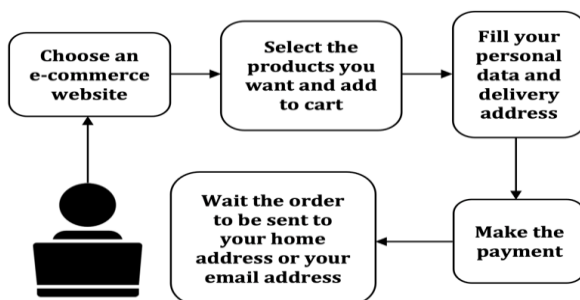 Choose an
e-commerce
website
Select the
products you
want and add
to cart
Fill your
personal
data and
delivery
address
Make the
payment
Wait the order
to be sent to
your home
address or your
email address